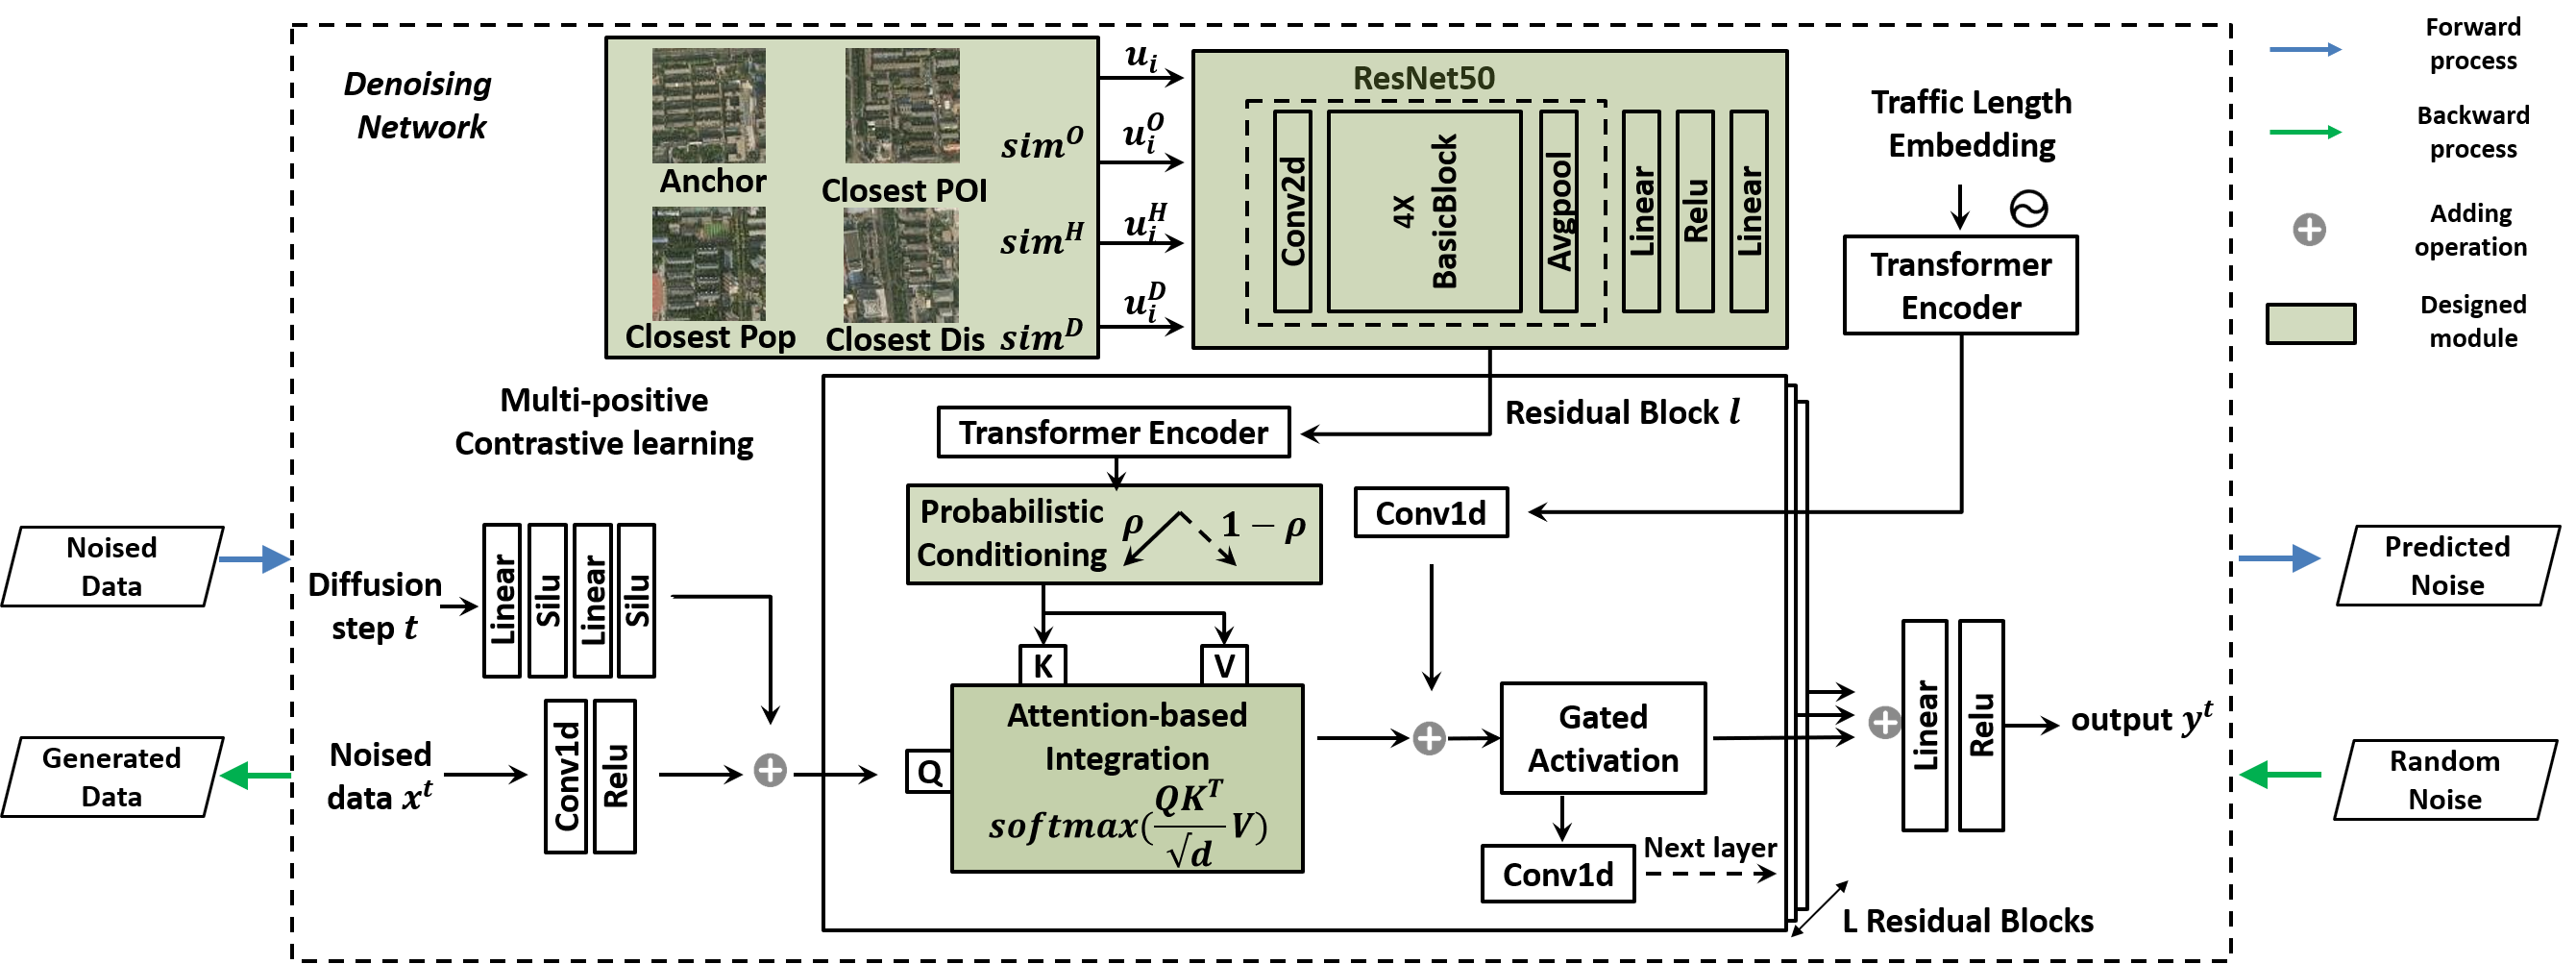 Denoising
Network
Anchor
Closest POI
Closest Pop
Closest Dis
sim^O
sim^H
sim^D
u_i
u_i^O
u_i^H
u_i^D
ResNet50
Conv2d
4X
BasicBlock
Avgpool
Linear
Relu
Linear
Traffic Length
Embedding
Transformer
Encoder
Forward
process
Backward
process
Adding
operation
Designed
module
Multi-positive
Contrastive learning
Residual Block l
Transformer Encoder
Probabilistic
Conditioning
ρ
1 − ρ
Conv1d
Noised
Data
Generated
Data
Diffusion
step t
Linear
Silu
Linear
Silu
Noised
data x^t
Conv1d
Relu
K
V
Q
Attention-based
Integration
softmax(QK^T/√d V)
Gated
Activation
Conv1d
Next layer
L Residual Blocks
Linear
Relu
output y^t
Predicted
Noise
Random
Noise